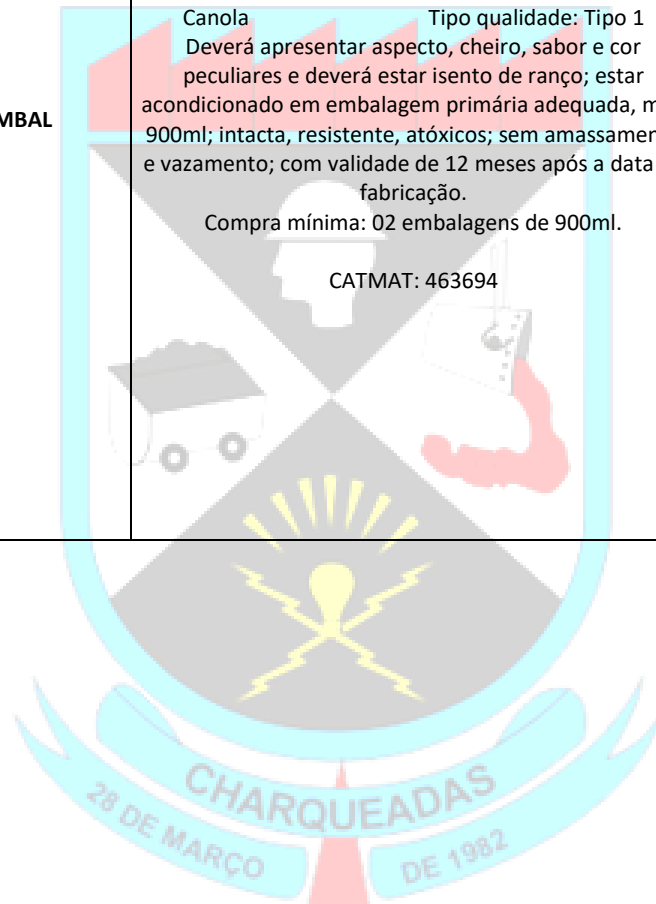 Canola Tipo qualidade: Tipo 1
Deverá apresentar aspecto, cheiro, sabor e cor
peculiares e deverá estar isento de ranço; estar
acondicionado em embalagem primária adequada, m
MBAL
900ml; intacta, resistente, atóxicos; sem amassamen
e vazamento; com validade de 12 meses após a data
fabricação.
Compra mínima: 02 embalagens de 900ml.
CATMAT: 463694
CHARQUEADAS
28 DE MARÇO DE 1982